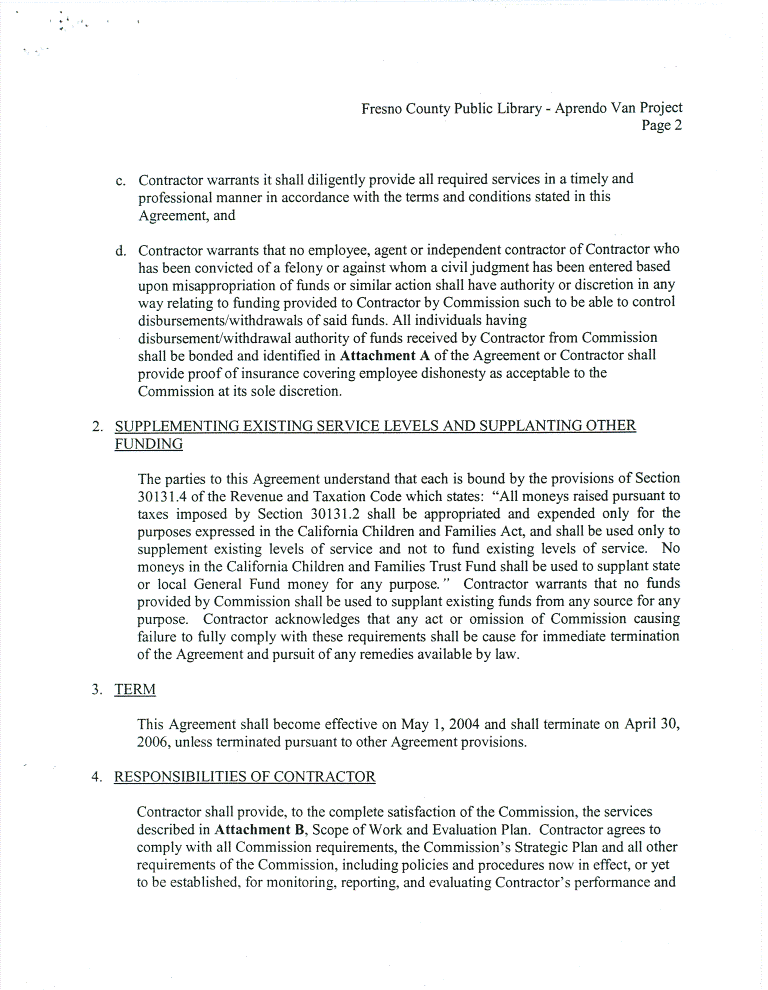 Fresno County Public Library - Aprendo Van Project
Page 2
c. Contractor warrants it shall diligently provide all required services in a timely and
professional manner in accordance with the terms and conditions stated in this
Agreement, and
d. Contractor warrants that no employee, agent or independent contractor of Contractor who
has been convicted of a felony or against whom a civil judgment has been entered based
upon misappropriation of funds or similar action shall have authority or discretion in any
way relating to funding provided to Contractor by Commission such to be able to control
disbursements/withdrawals of said funds. All individuals having
disbursement/withdrawal authority of funds received by Contractor from Commission
shall be bonded and identified in Attachment A of the Agreement or Contractor shall
provide proof of insurance covering employee dishonesty as acceptable to the
Commission at its sole discretion.
2. SUPPLEMENTING EXISTING SERVICE LEVELS AND SUPPLANTING OTHER
FUNDING
The parties to this Agreement understand that each is bound by the provisions of Section
30131.4 of the Revenue and Taxation Code which states: “All moneys raised pursuant to
taxes imposed by Section 30131.2 shall be appropriated and expended only for the
purposes expressed in the California Children and Families Act, and shall be used only to
supplement existing levels of service and not to fund existing levels of service. No
moneys in the California Children and Families Trust Fund shall be used to supplant state
or local General Fund money for any purpose.” Contractor warrants that no funds
provided by Commission shall be used to supplant existing funds from any source for any
purpose. Contractor acknowledges that any act or omission of Commission causing
failure to fully comply with these requirements shall be cause for immediate termination
of the Agreement and pursuit of any remedies available by law.
3. TERM
This Agreement shall become effective on May 1, 2004 and shall terminate on April 30,
2006, unless terminated pursuant to other Agreement provisions.
4. RESPONSIBILITIES OF CONTRACTOR
Contractor shall provide, to the complete satisfaction of the Commission, the services
described in Attachment B, Scope of Work and Evaluation Plan. Contractor agrees to
comply with all Commission requirements, the Commission’s Strategic Plan and all other
requirements of the Commission, including policies and procedures now in effect, or yet
to be established, for monitoring, reporting, and evaluating Contractor’s performance and